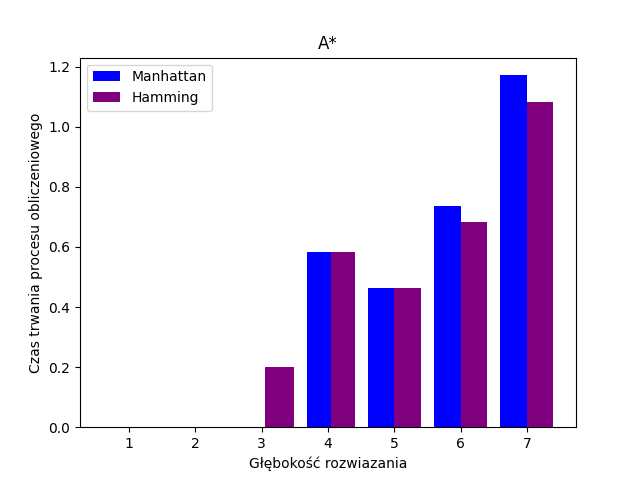 A*
Manhattan
Hamming
Czas trwania procesu obliczeniowego
1.2
1.0
0.8
0.6
0.4
0.2
0.0
1 2 3 4 5 6 7
Głębokość rozwiazania